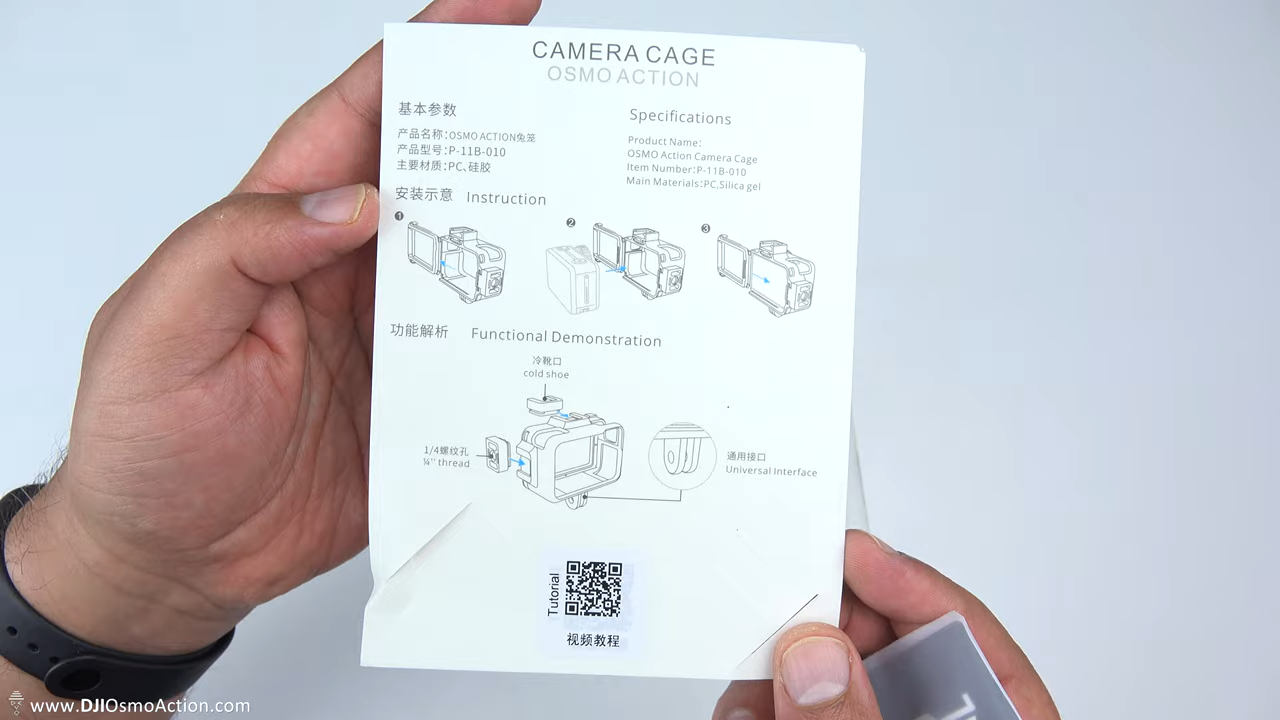 CAMERA CAGE
OSMO ACTION
基本参数
产品名称:OSMO ACTION兔笼
产品型号:P-11B-010
主要材质:PC、硅胶
Specifications
Product Name:
OSMO Action Camera Cage
Item Number:P-11B-010
Main Materials:PC,Silica gel
安装示意 Instruction
1
2
3
功能解析 Functional Demonstration
冷靴口
cold shoe
1/4螺纹孔
¼'' thread
通用接口
Universal Interface
Tutorial
视频教程
www.DJIOsmoAction.com